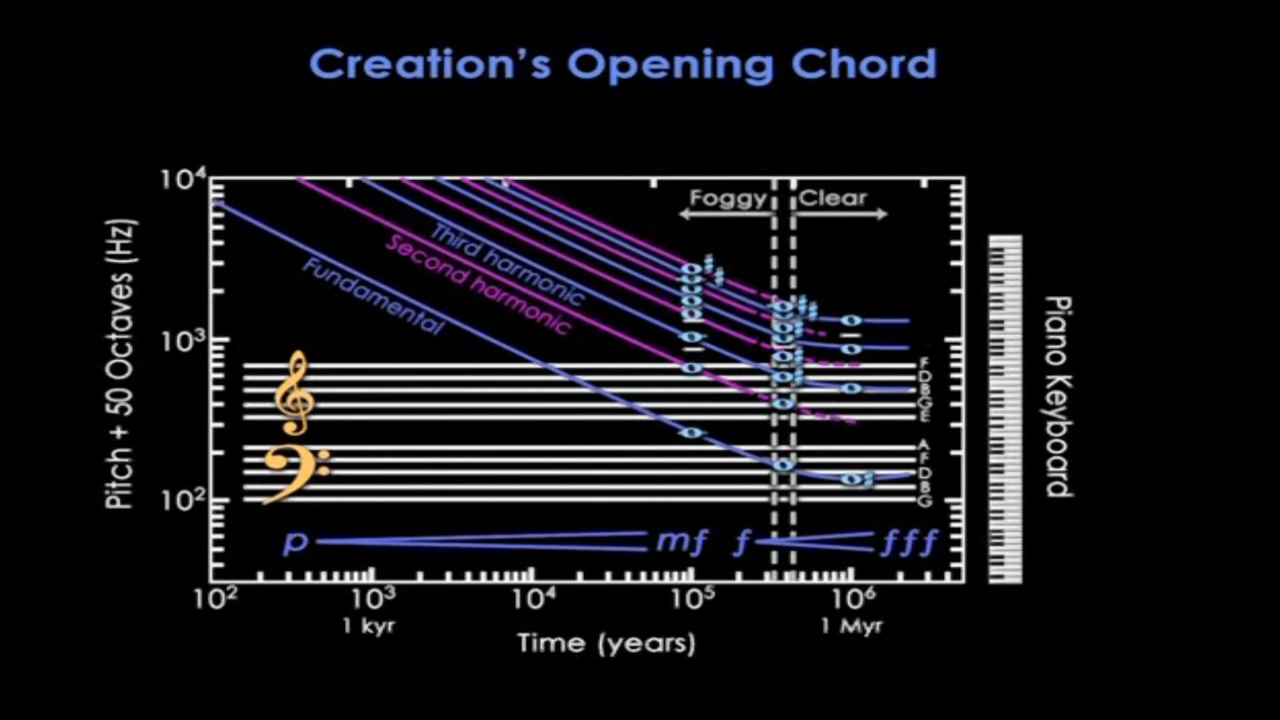 Creation's Opening Chord
10⁴
10³
10²
Pitch + 50 Octaves (Hz)
Foggy
Clear
Third harmonic
Second harmonic
Fundamental
F
D
B
G
E
A
F
D
B
G
p
mf
f
fff
10² 10³ 10⁴ 10⁵ 10⁶
1 kyr
1 Myr
Time (years)
Piano Keyboard